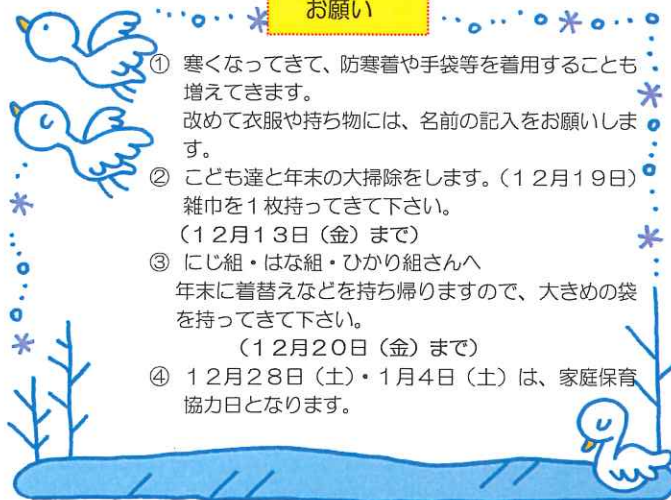 お願い
① 寒くなってきて、防寒着や手袋等を着用することも
増えてきます。
改めて衣服や持ち物には、名前の記入をお願いしま
す。
② こども達と年末の大掃除をします。（１２月１９日）
雑巾を１枚持ってきて下さい。
（１２月１３日（金）まで）
③ にじ組・はな組・ひかり組さんへ
年末に着替えなどを持ち帰りますので、大きめの袋
を持ってきて下さい。
（１２月２０日（金）まで）
④ １２月２８日（土）・１月４日（土）は、家庭保育
協力日となります。